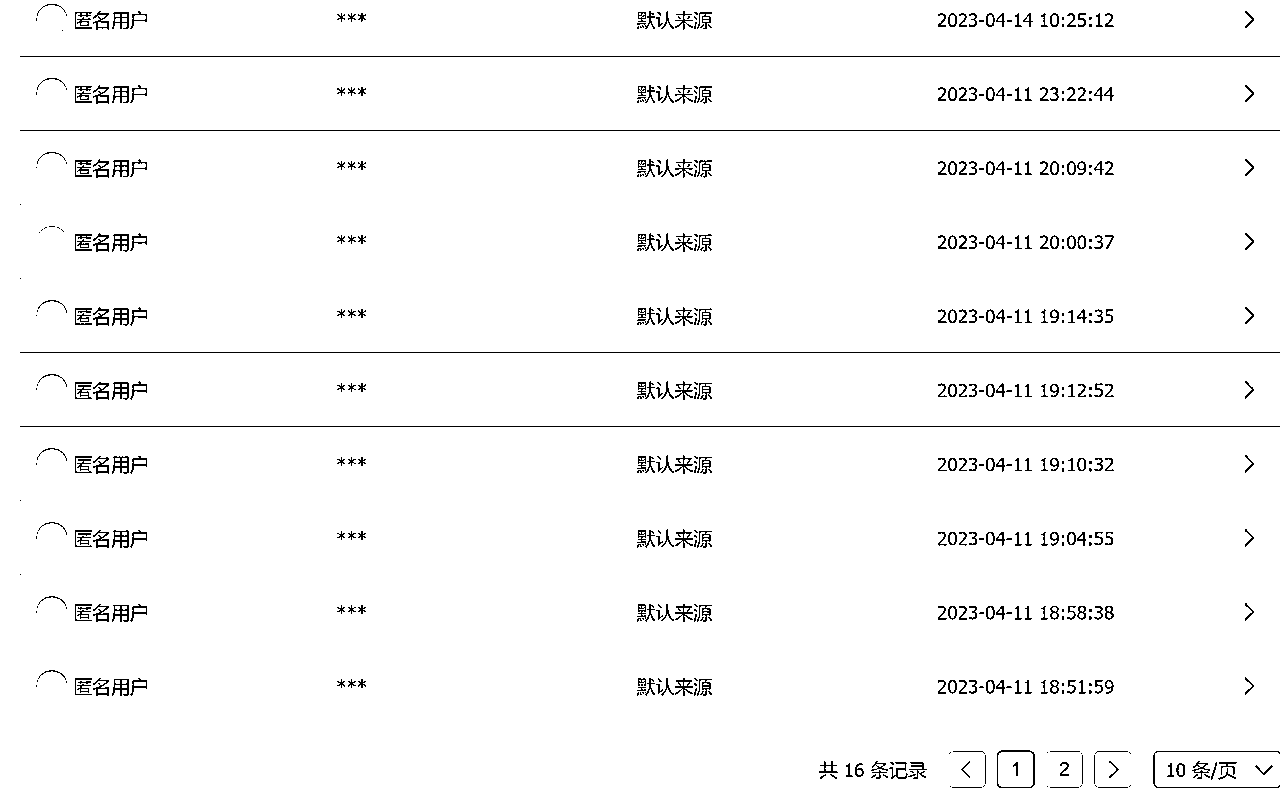 匿名用户 *** 默认来源 2023-04-14 10:25:12
匿名用户 *** 默认来源 2023-04-11 23:22:44
匿名用户 *** 默认来源 2023-04-11 20:09:42
匿名用户 *** 默认来源 2023-04-11 20:00:37
匿名用户 *** 默认来源 2023-04-11 19:14:35
匿名用户 *** 默认来源 2023-04-11 19:12:52
匿名用户 *** 默认来源 2023-04-11 19:10:32
匿名用户 *** 默认来源 2023-04-11 19:04:55
匿名用户 *** 默认来源 2023-04-11 18:58:38
匿名用户 *** 默认来源 2023-04-11 18:51:59
共 16 条记录 1 2 10 条/页